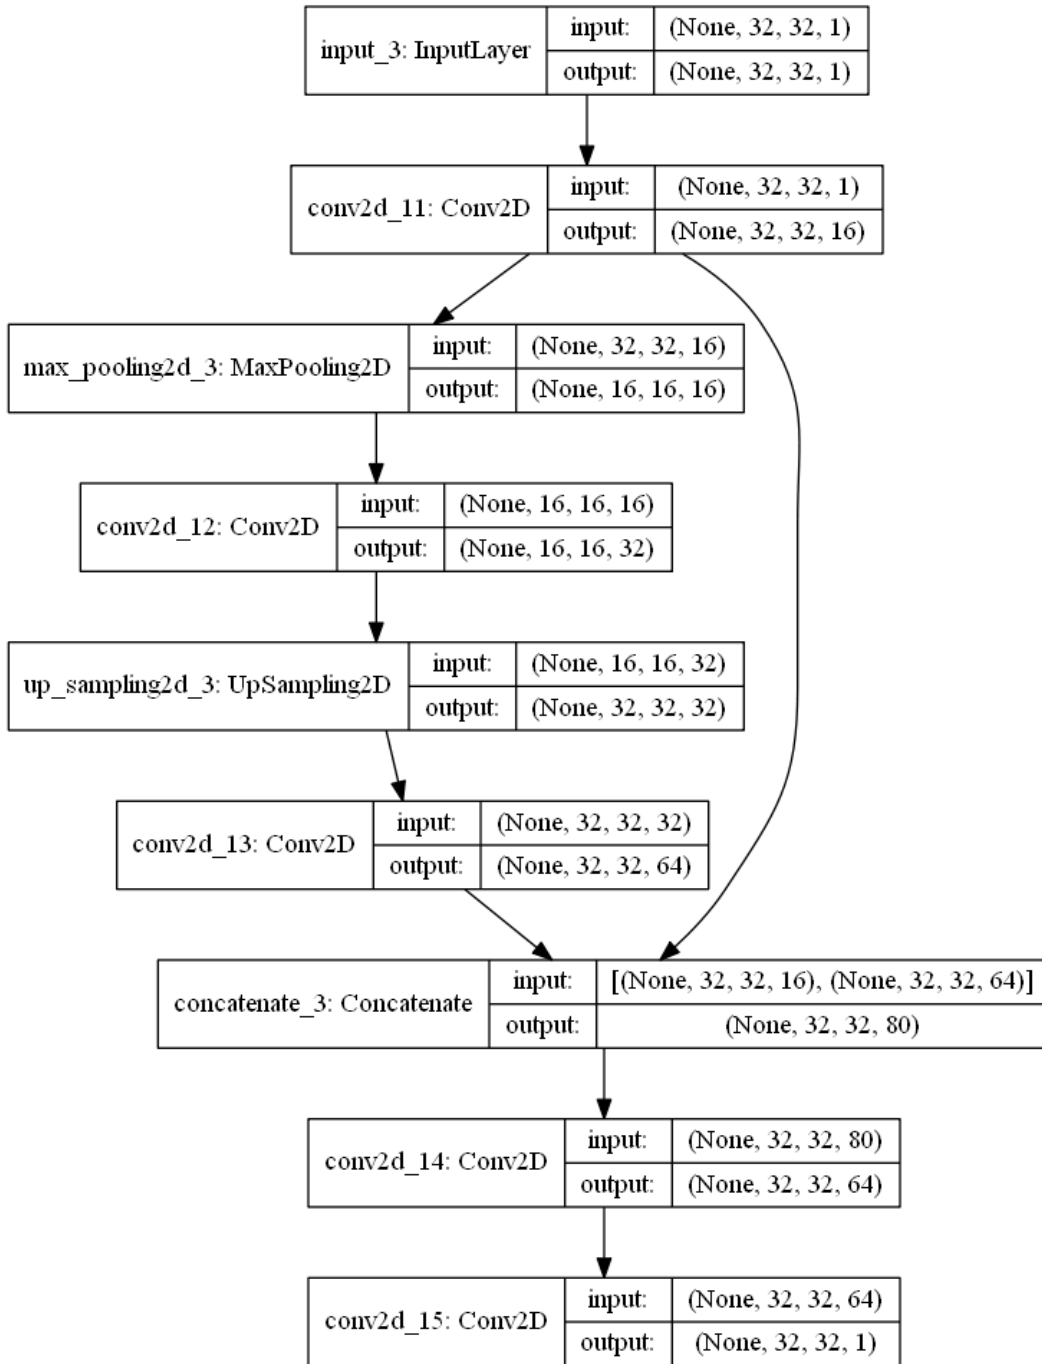 input_3: InputLayer
input: (None, 32, 32, 1)
output: (None, 32, 32, 1)
conv2d_11: Conv2D
input: (None, 32, 32, 1)
output: (None, 32, 32, 16)
max_pooling2d_3: MaxPooling2D
input: (None, 32, 32, 16)
output: (None, 16, 16, 16)
conv2d_12: Conv2D
input: (None, 16, 16, 16)
output: (None, 16, 16, 32)
up_sampling2d_3: UpSampling2D
input: (None, 16, 16, 32)
output: (None, 32, 32, 32)
conv2d_13: Conv2D
input: (None, 32, 32, 32)
output: (None, 32, 32, 64)
concatenate_3: Concatenate
input: [(None, 32, 32, 16), (None, 32, 32, 64)]
output: (None, 32, 32, 80)
conv2d_14: Conv2D
input: (None, 32, 32, 80)
output: (None, 32, 32, 64)
conv2d_15: Conv2D
input: (None, 32, 32, 64)
output: (None, 32, 32, 1)